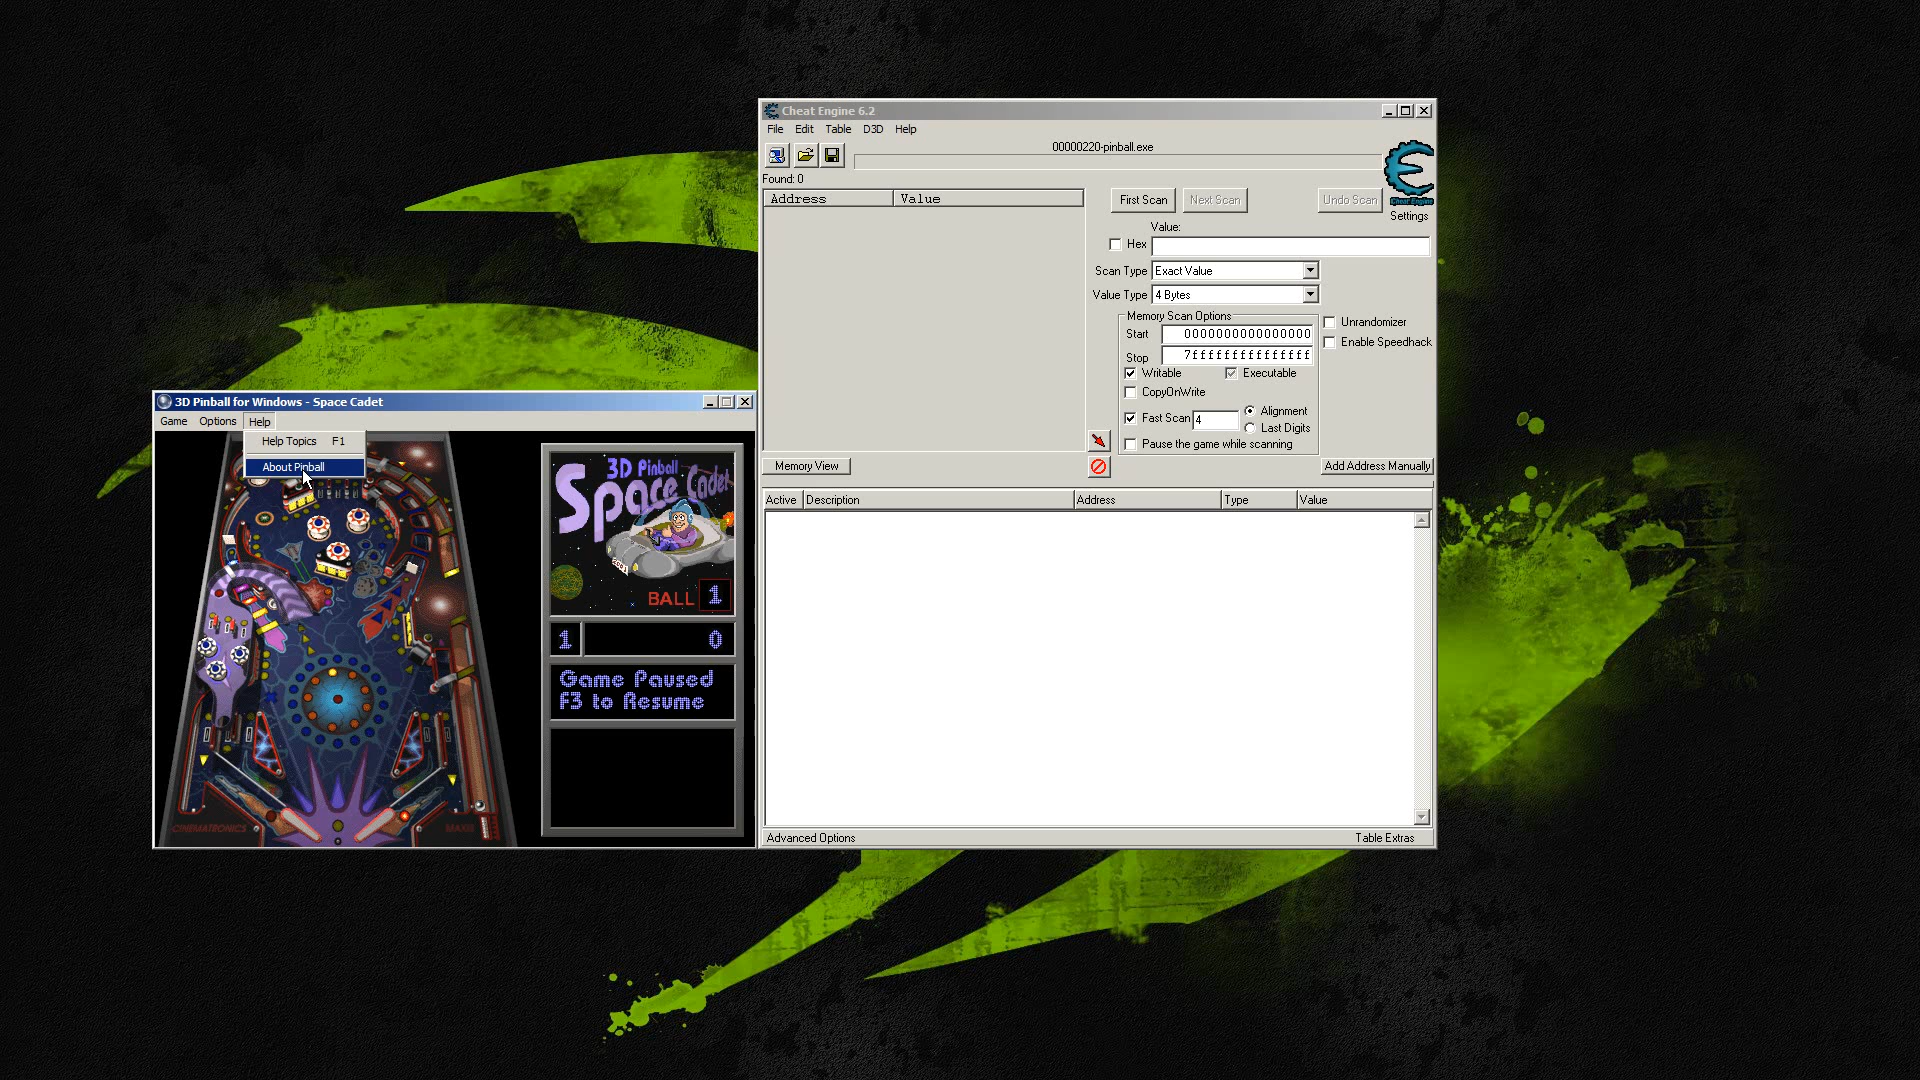 3D Pinball for Windows - Space Cadet
Game Options Help
Help Topics F1
About Pinball
3D Pinball
Space Cadet
BALL 1
1 0
Game Paused
F3 to Resume
CINEMATRONICS
MAXIS
Cheat Engine 6.2
File Edit Table D3D Help
00000220-pinball.exe
Found: 0
Address Value
First Scan Next Scan Undo Scan
Cheat Engine
Settings
Value:
Hex
Scan Type Exact Value
Value Type 4 Bytes
Memory Scan Options
Start 0000000000000000
Stop 7fffffffffffffff
Writable Executable
CopyOnWrite
Fast Scan 4
Alignment
Last Digits
Pause the game while scanning
Unrandomizer
Enable Speedhack
Memory View
Add Address Manually
Active Description Address Type Value
Advanced Options Table Extras